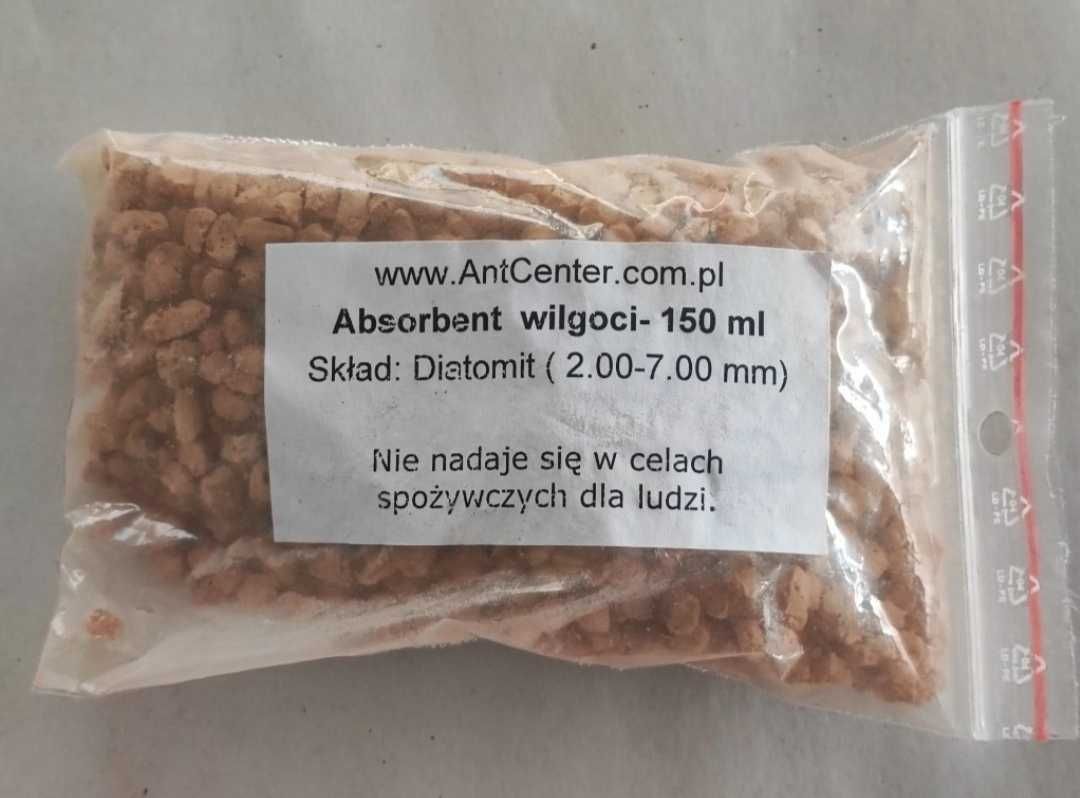 www.AntCenter.com.pl
Absorbent wilgoci- 150 ml
Skład: Diatomit ( 2.00-7.00 mm)
Nie nadaje się w celach
spożywczych dla ludzi.